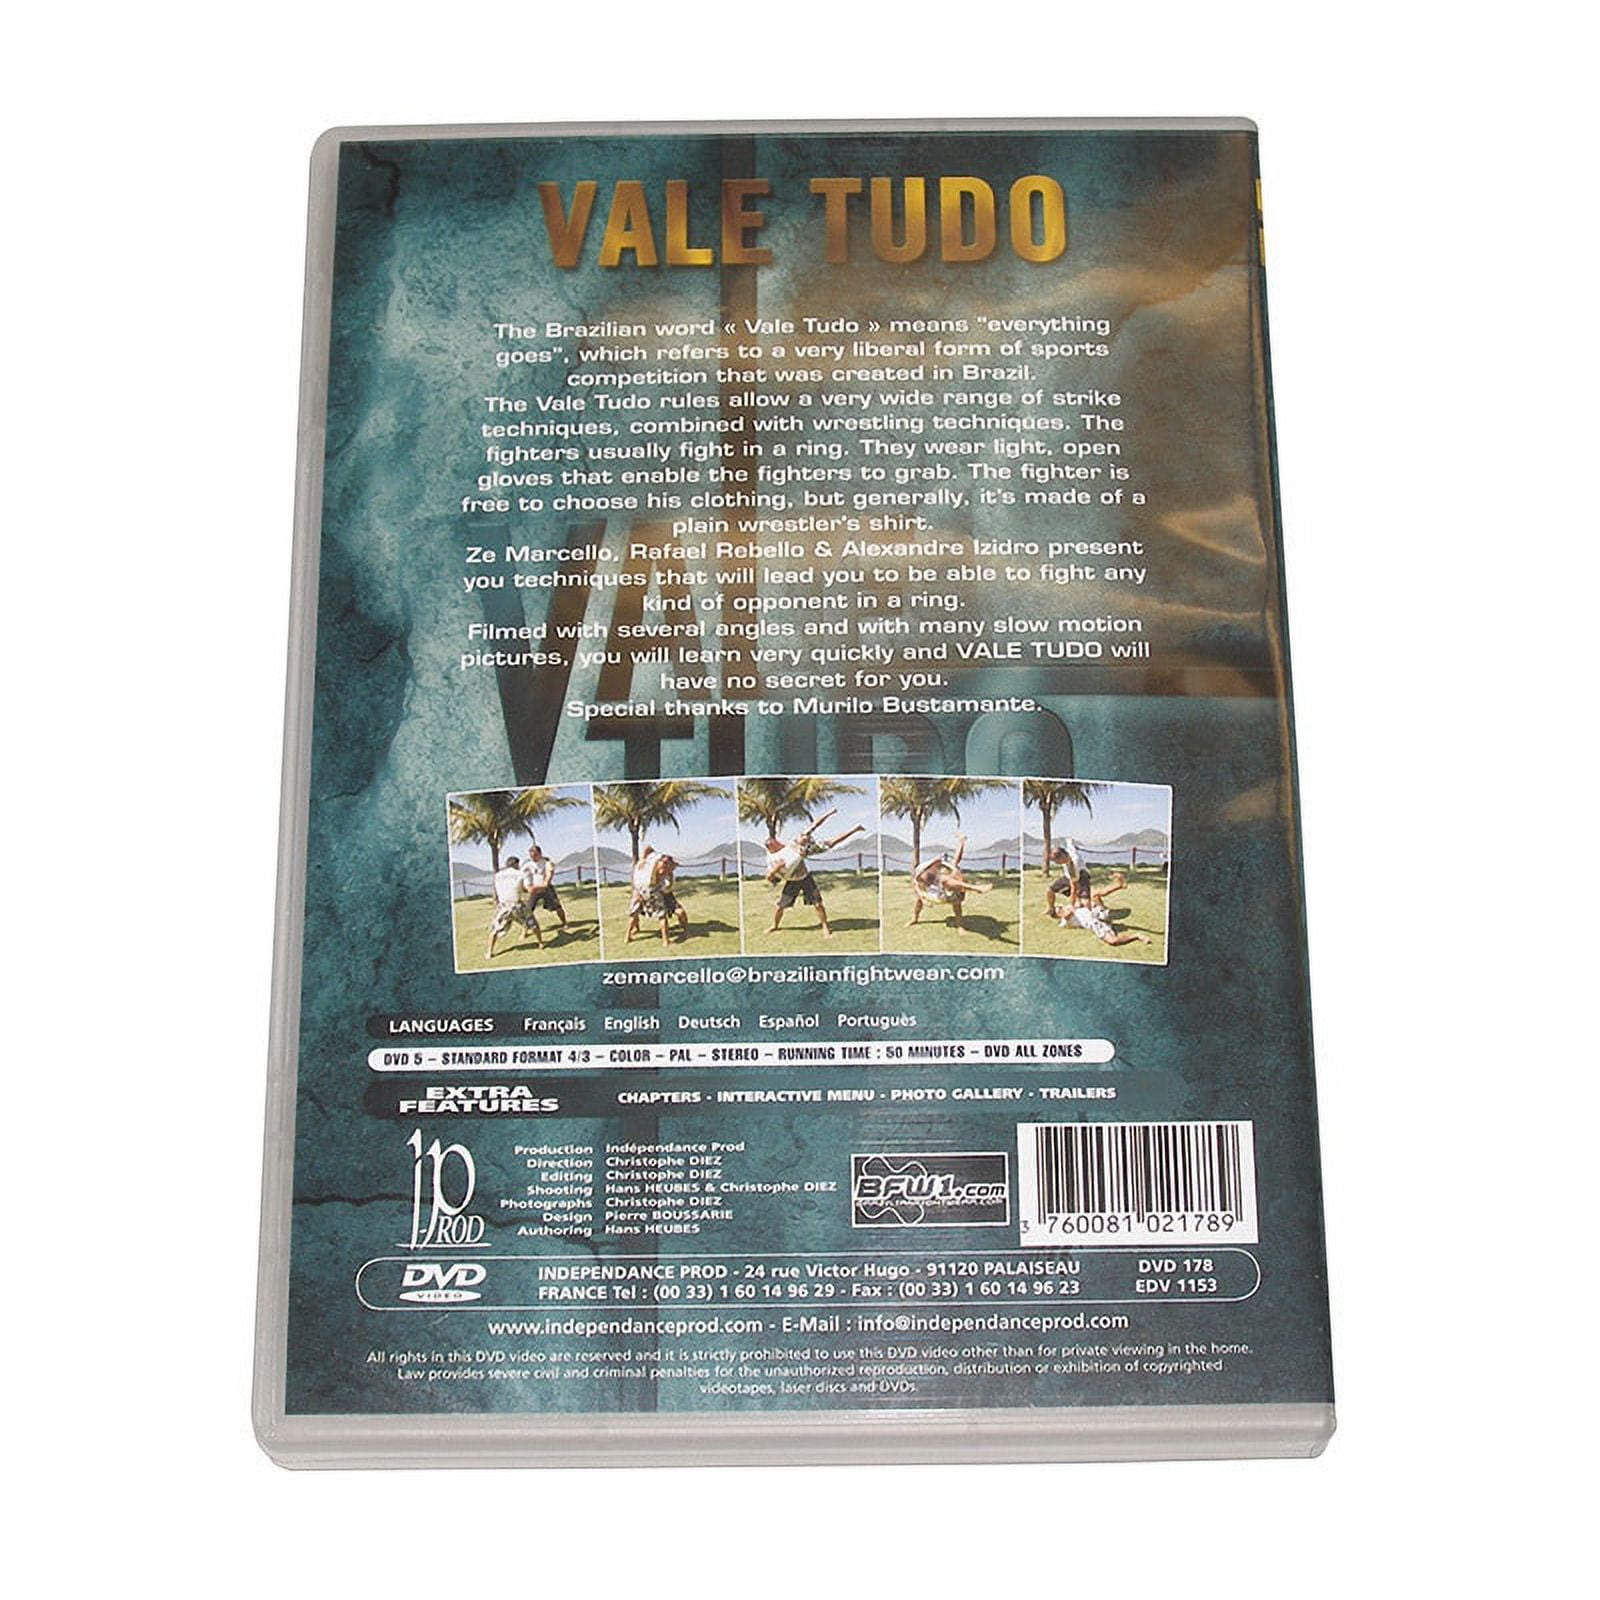 VALE TUDO
The Brazilian word « Vale Tudo » means "everything
goes", which refers to a very liberal form of sports
competition that was created in Brazil.
The Vale Tudo rules allow a very wide range of strike
techniques, combined with wrestling techniques. The
fighters usually fight in a ring. They wear light, open
gloves that enable the fighters to grab. The fighter is
free to choose his clothing, but generally, it's made of a
plain wrestler's shirt.
Ze Marcello, Rafael Rebello & Alexandre Izidro present
you techniques that will lead you to be able to fight any
kind of opponent in a ring.
Filmed with several angles and with many slow motion
pictures, you will learn very quickly and VALE TUDO will
have no secret for you.
Special thanks to Murilo Bustamante.
VALE
TUDO
zemarcello@brazilianfightwear.com
LANGUAGES Français English Deutsch Español Portugués
DVD 5 – STANDARD FORMAT 4/3 – COLOR – PAL – STEREO – RUNNING TIME : 50 MINUTES – DVD ALL ZONES
EXTRA
FEATURES
CHAPTERS - INTERACTIVE MENU - PHOTO GALLERY - TRAILERS
IP
PROD
Production Indépendance Prod
Direction Christophe DIEZ
Editing Christophe DIEZ
Shooting Hans HEUBES & Christophe DIEZ
Photographs Christophe DIEZ
Design Pierre BOUSSARIE
Authoring Hans HEUBES
BFW1.com
BRAZILIANFIGHTWEAR.COM
3 760081 021789
DVD
VIDEO
INDEPENDANCE PROD - 24 rue Victor Hugo - 91120 PALAISEAU
FRANCE Tel : (00 33) 1 60 14 96 29 - Fax : (00 33) 1 60 14 96 23
DVD 178
EDV 1153
www.independanceprod.com - E-Mail : info@independanceprod.com
All rights in this DVD video are reserved and it is strictly prohibited to use this DVD video other than for private viewing in the home.
Law provides severe civil and criminal penalties for the unauthorized reproduction, distribution or exhibition of copyrighted
videotapes, laser discs and DVDs.